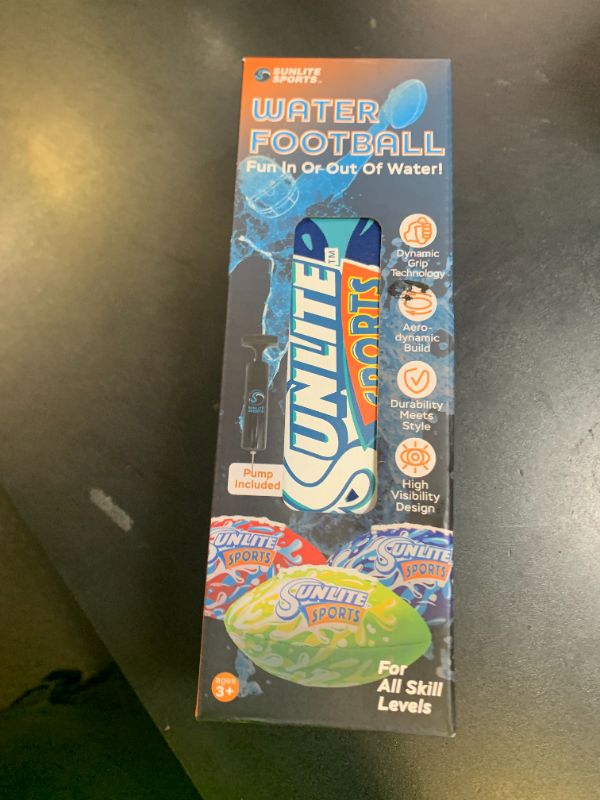 SUNLITE
SPORTS™
WATER
FOOTBALL
Fun In Or Out Of Water!
Dynamic
Grip
Technology
Aero-
dynamic
Build
Durability
Meets
Style
High
Visibility
Design
SUNLITE™
SPORTS
SUNLITE
SPORTS
Pump
Included
SUNLITE
SPORTS
SUNLITE
SPORTS
SUNLITE
SPORTS
ages
3+
For
All Skill
Levels